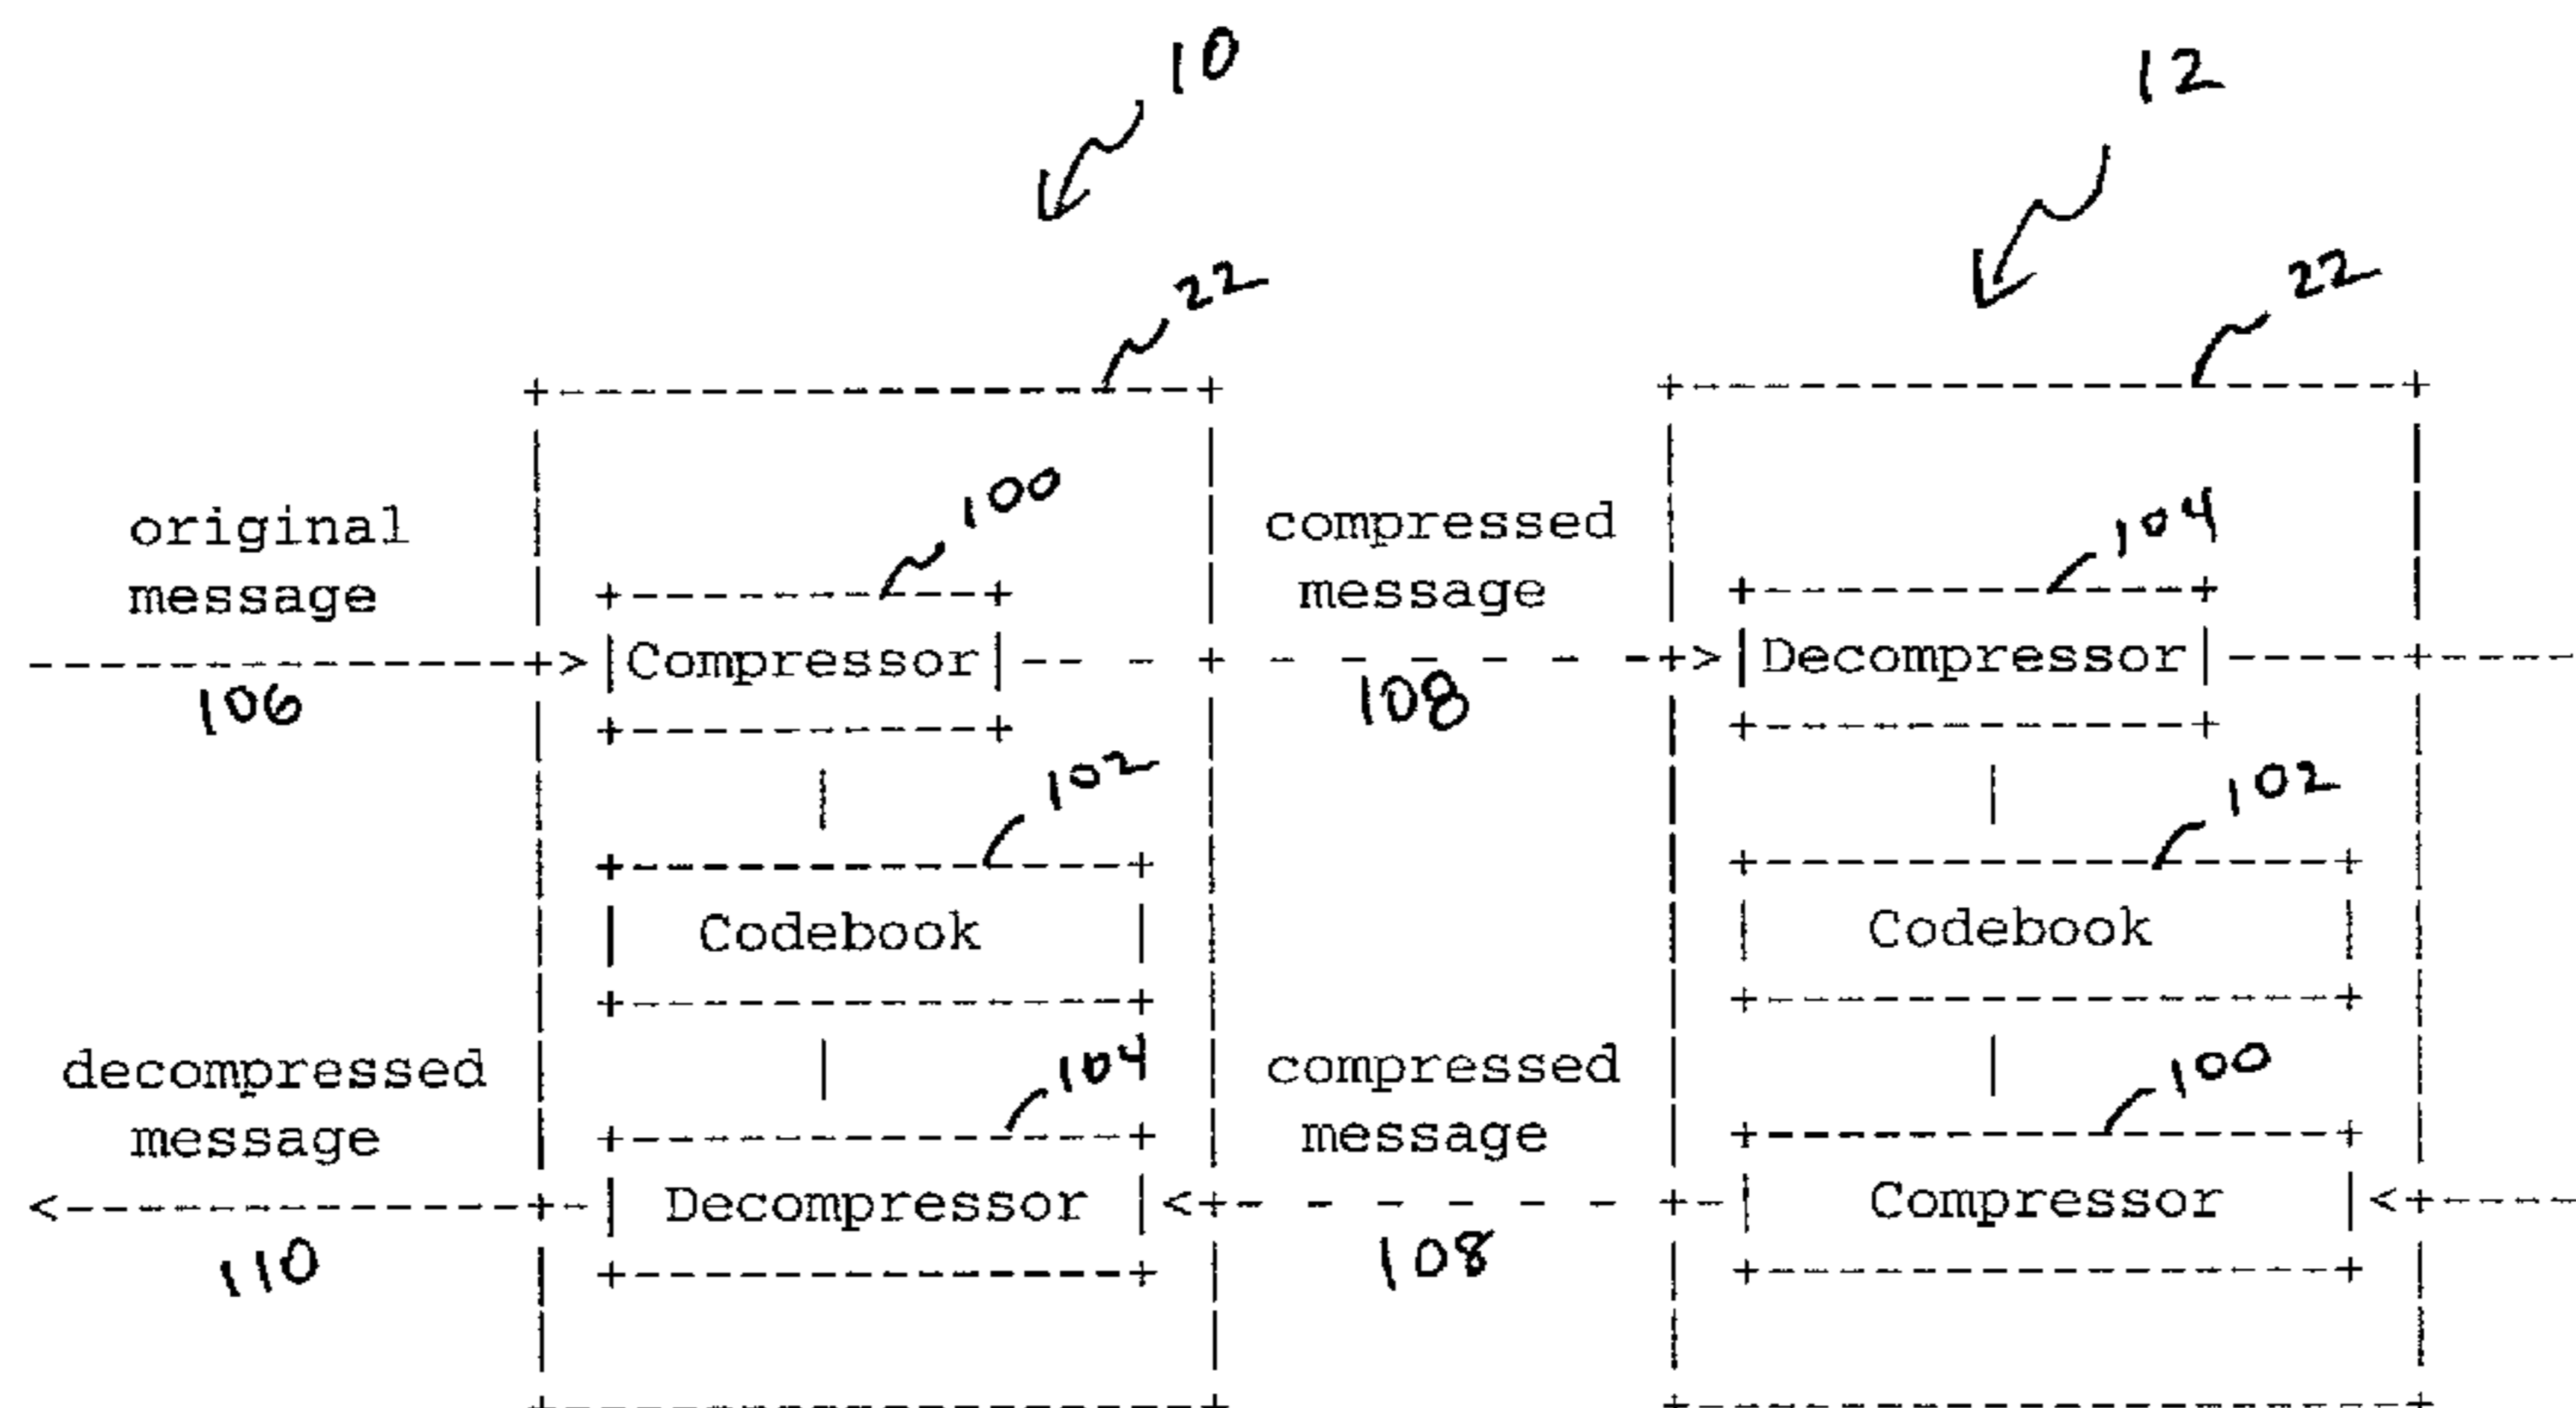 10
12
22
22
original
message
100
compressed
message
104
Compressor
Decompressor
106
108
102
102
Codebook
Codebook
decompressed
message
104
compressed
message
100
Decompressor
Compressor
110
108